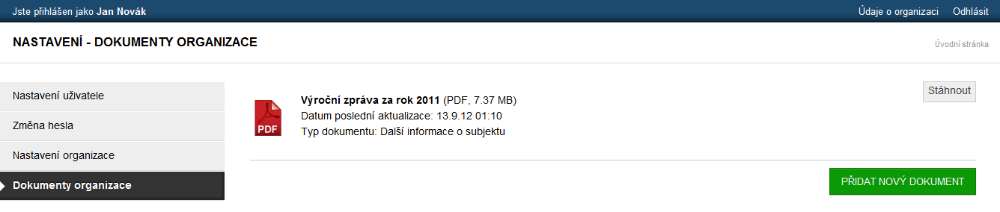 Jste přihlášen jako Jan Novák
Údaje o organizaci
Odhlásit
NASTAVENÍ - DOKUMENTY ORGANIZACE
Úvodní stránka
Nastavení uživatele
Změna hesla
Nastavení organizace
Dokumenty organizace
PDF
Výroční zpráva za rok 2011 (PDF, 7.37 MB)
Datum poslední aktualizace: 13.9.12 01:10
Typ dokumentu: Další informace o subjektu
Stáhnout
PŘIDAT NOVÝ DOKUMENT